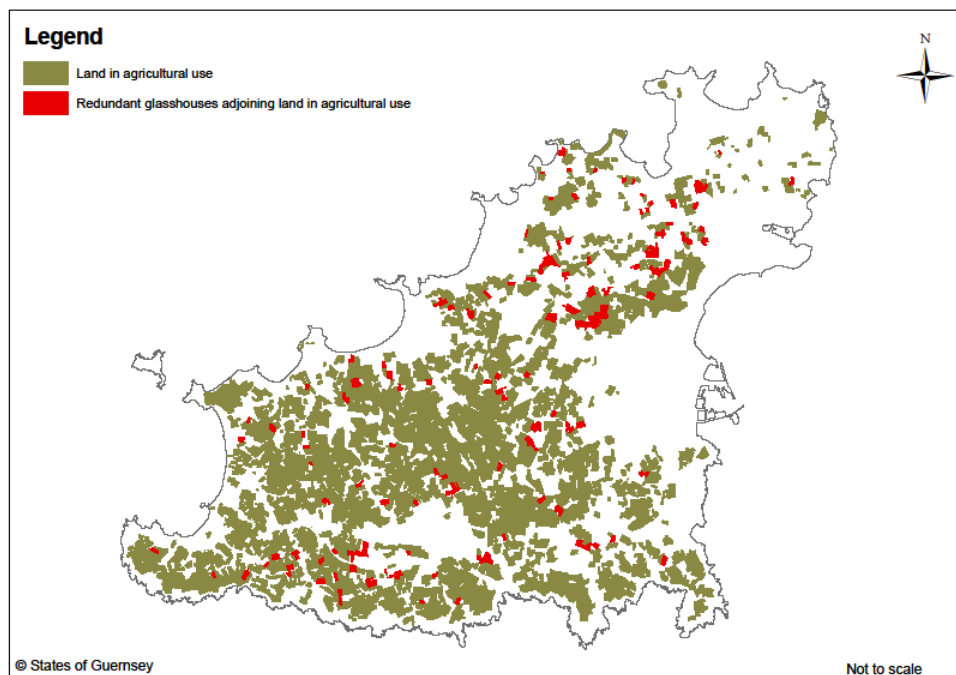 Legend
N
Land in agricultural use
Redundant glasshouses adjoining land in agricultural use
© States of Guernsey
Not to scale